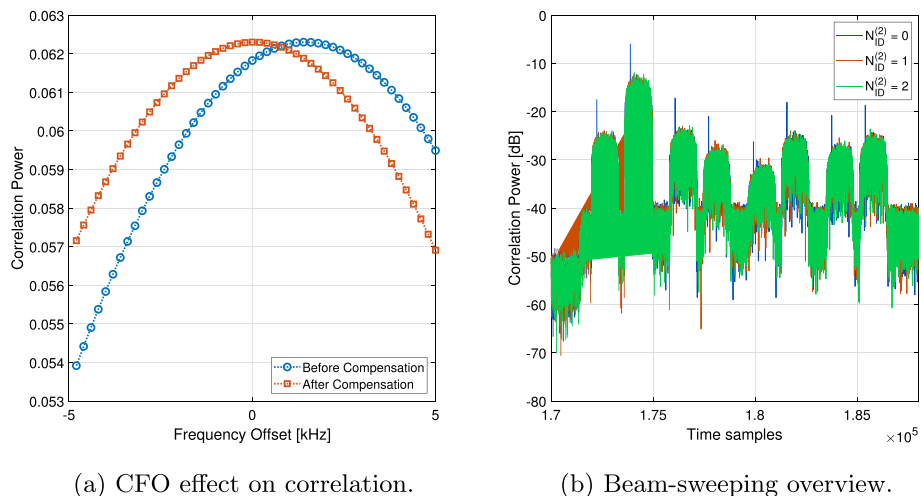 0.063
0.062
0.061
0.06
0.059
0.058
0.057
0.056
0.055
0.054
0.053
-5
0
5
Correlation Power
Frequency Offset [kHz]
Before Compensation
After Compensation
(a) CFO effect on correlation.
0
-10
-20
-30
-40
-50
-60
-70
-80
1.7
1.75
1.8
1.85
×10^5
Correlation Power [dB]
Time samples
N_ID^(2) = 0
N_ID^(2) = 1
N_ID^(2) = 2
(b) Beam-sweeping overview.